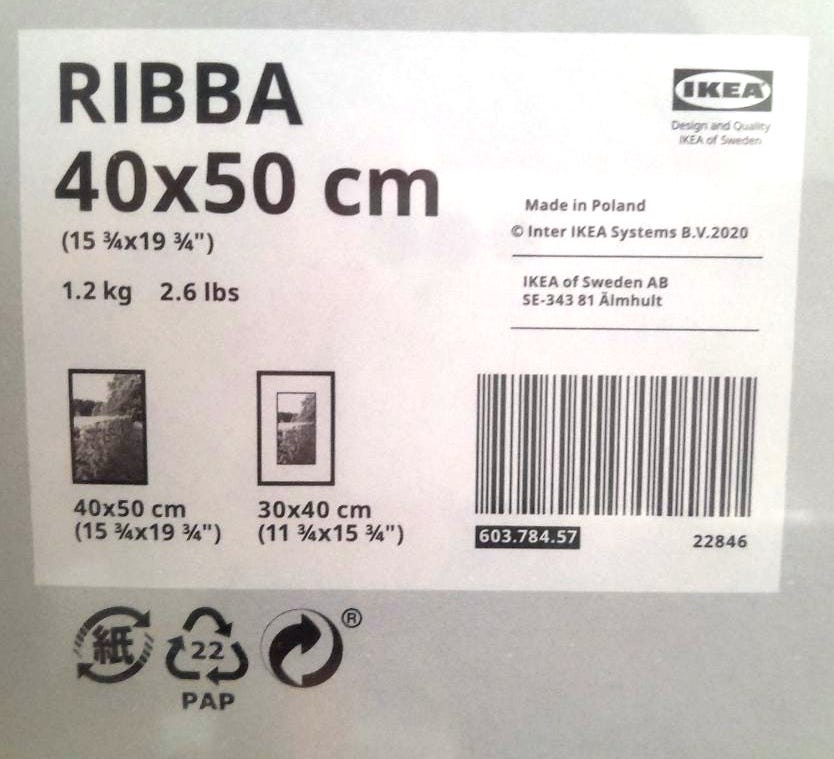 RIBBA
40x50 cm
(15 ¾x19 ¾")
1.2 kg 2.6 lbs
IKEA®
Design and Quality
IKEA of Sweden
Made in Poland
© Inter IKEA Systems B.V.2020
IKEA of Sweden AB
SE-343 81 Älmhult
40x50 cm
(15 ¾x19 ¾")
30x40 cm
(11 ¾x15 ¾")
603.784.57
22846
紙
22
PAP
®